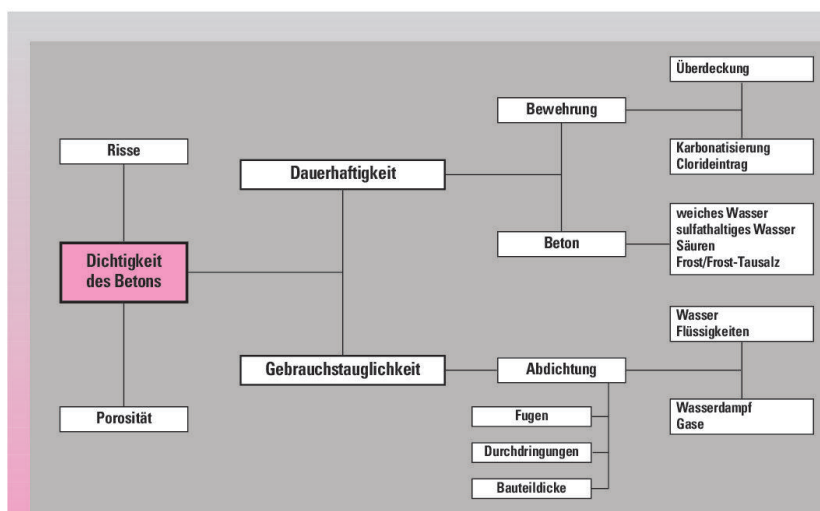 Überdeckung
Bewehrung
Risse
Karbonatisierung
Clorideintrag
Dauerhaftigkeit
weiches Wasser
sulfathaltiges Wasser
Säuren
Frost/Frost-Tausalz
Beton
Dichtigkeit
des Betons
Wasser
Flüssigkeiten
Gebrauchstauglichkeit
Abdichtung
Wasserdampf
Gase
Porosität
Fugen
Durchdringungen
Bauteildicke